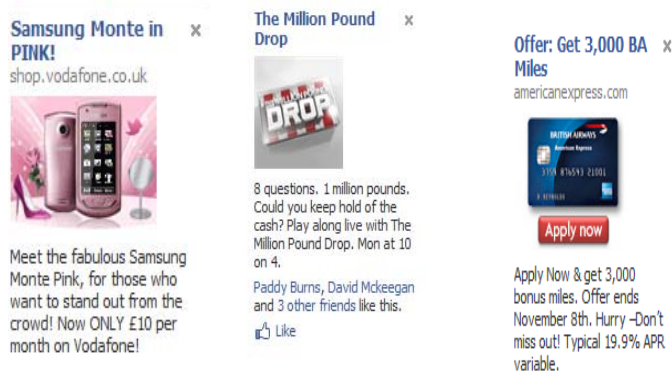 Samsung Monte in
PINK!
shop.vodafone.co.uk
Meet the fabulous Samsung
Monte Pink, for those who
want to stand out from the
crowd! Now ONLY £10 per
month on Vodafone!
The Million Pound
Drop
MILLION POUND
DROP
8 questions. 1 million pounds.
Could you keep hold of the
cash? Play along live with The
Million Pound Drop. Mon at 10
on 4.
Paddy Burns, David Mckeegan
and 3 other friends like this.
Like
Offer: Get 3,000 BA
Miles
americanexpress.com
BRITISH AIRWAYS
American Express
Apply now
Apply Now & get 3,000
bonus miles. Offer ends
November 8th. Hurry –Don't
miss out! Typical 19.9% APR
variable.